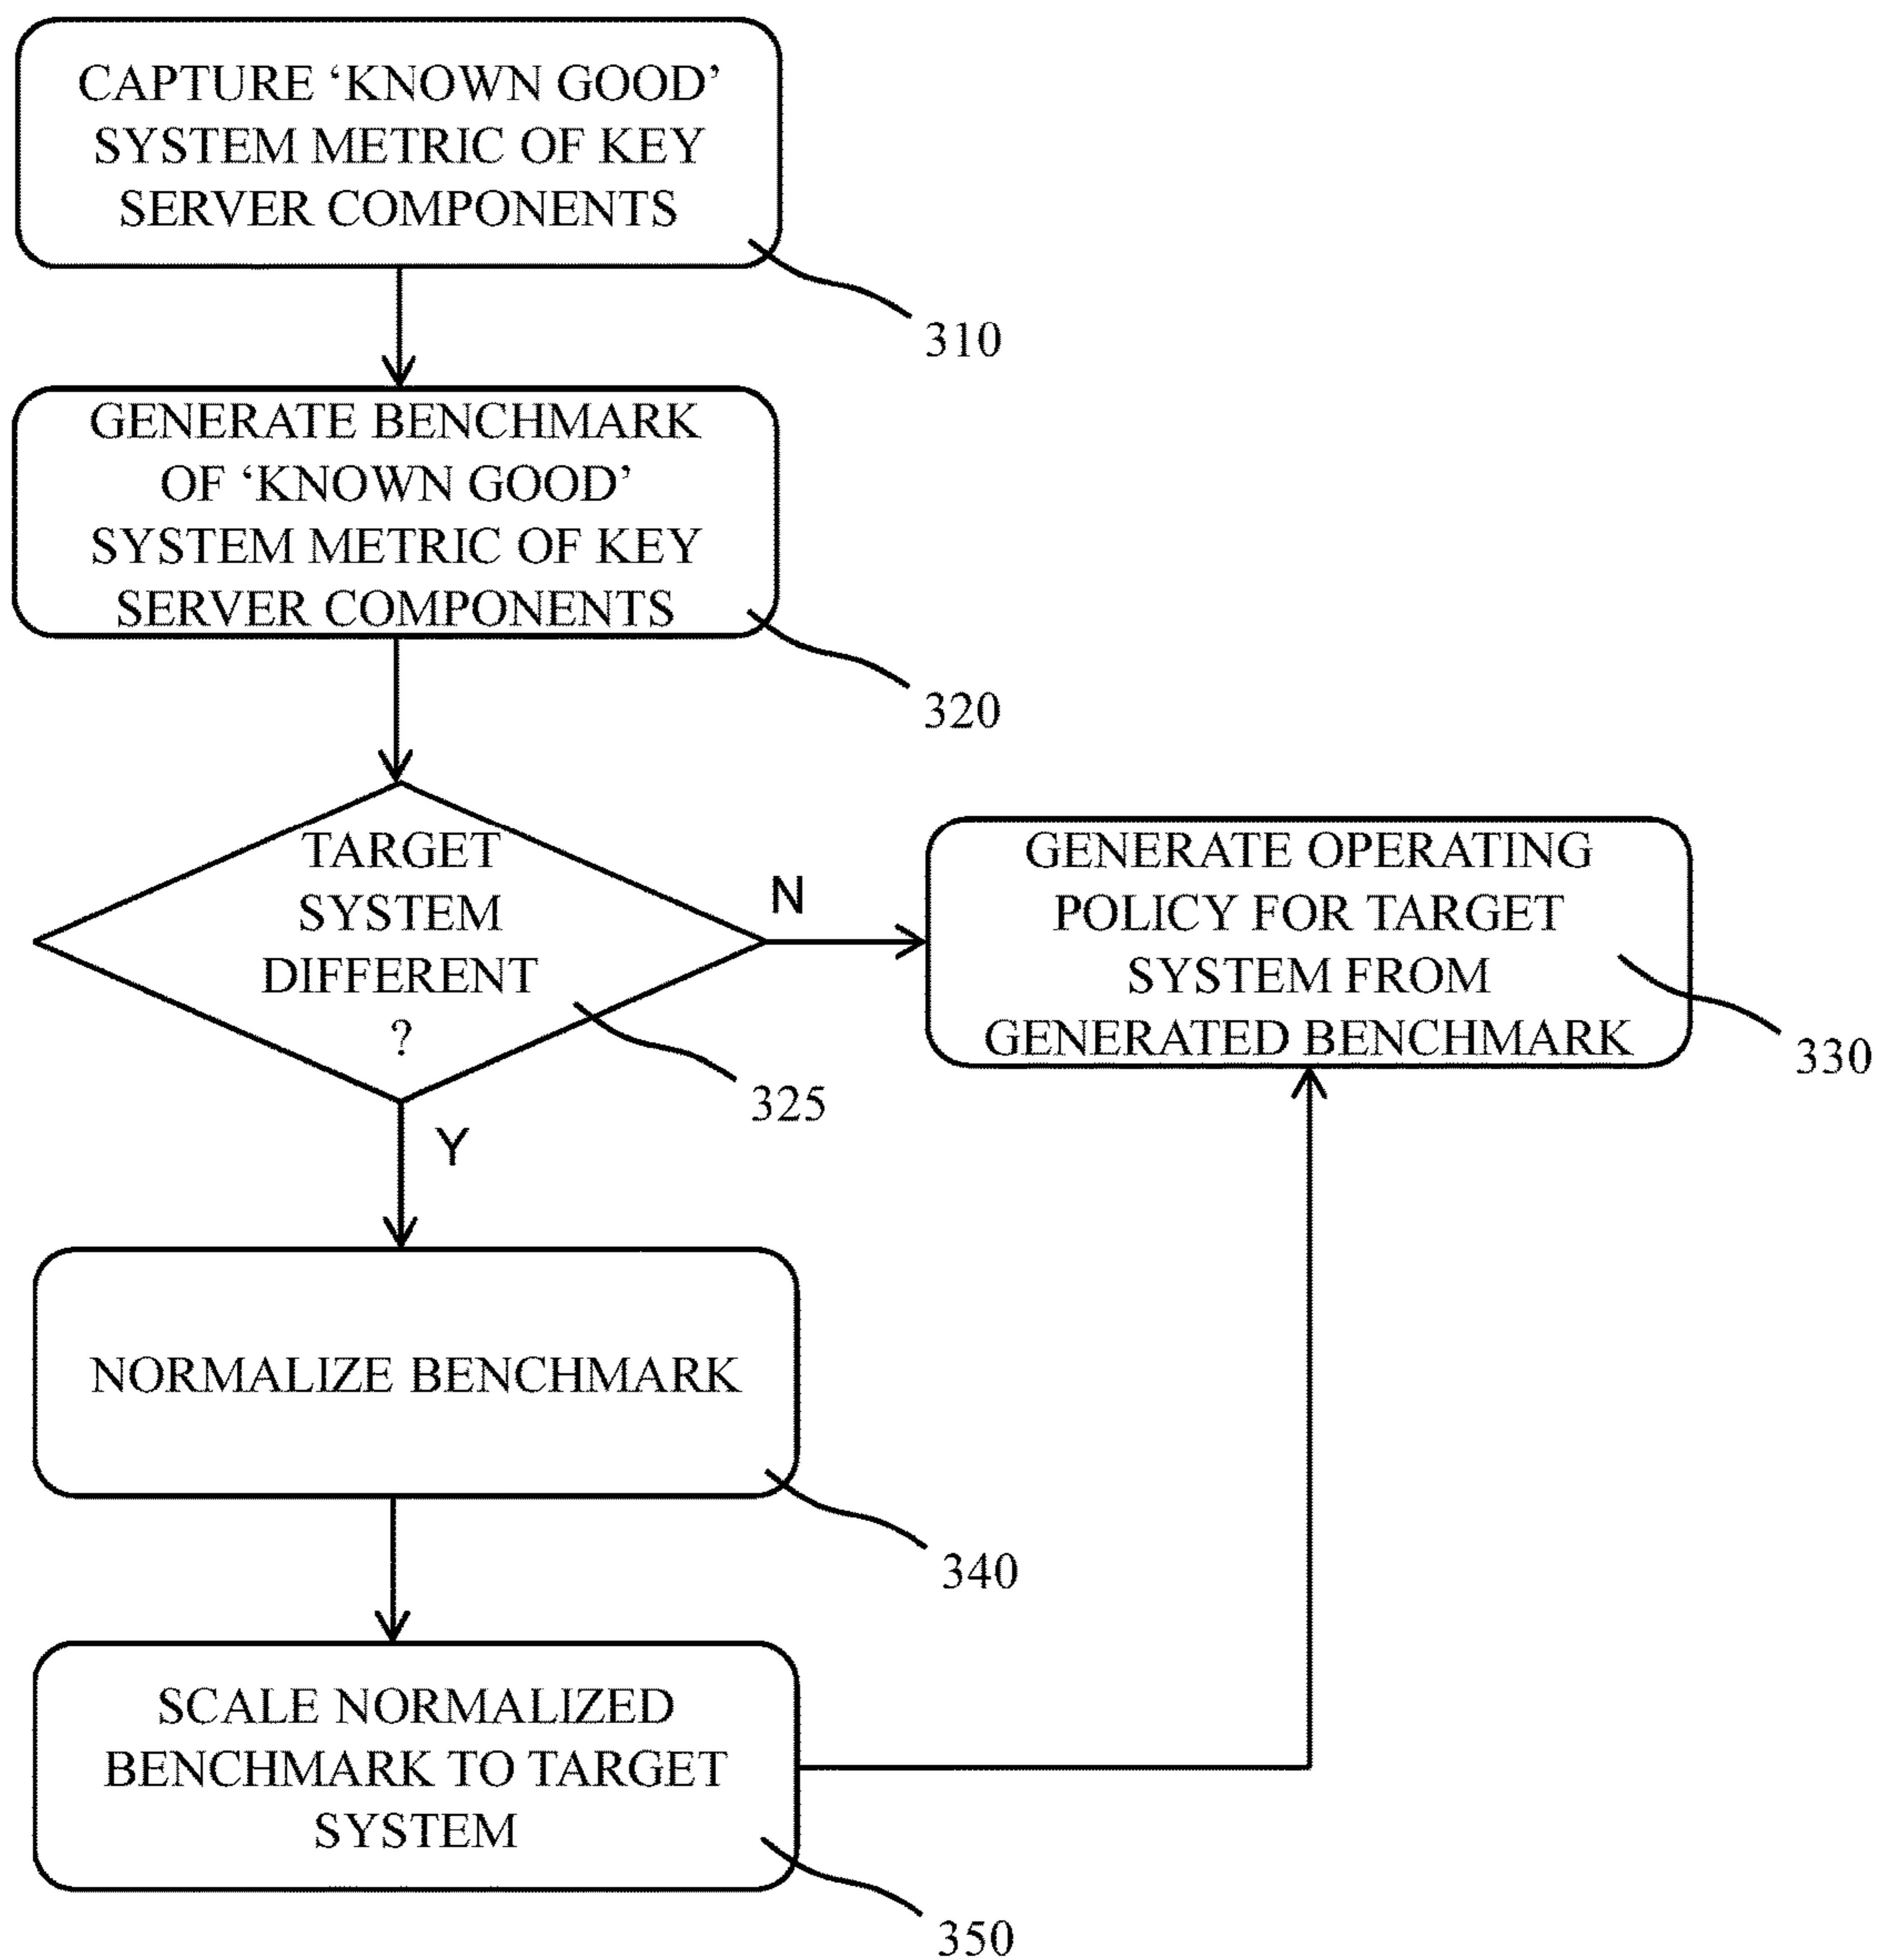 CAPTURE ‘KNOWN GOOD’
SYSTEM METRIC OF KEY
SERVER COMPONENTS
310
GENERATE BENCHMARK
OF ‘KNOWN GOOD’
SYSTEM METRIC OF KEY
SERVER COMPONENTS
320
TARGET
SYSTEM
DIFFERENT
?
325
N
GENERATE OPERATING
POLICY FOR TARGET
SYSTEM FROM
GENERATED BENCHMARK
330
Y
NORMALIZE BENCHMARK
340
SCALE NORMALIZED
BENCHMARK TO TARGET
SYSTEM
350